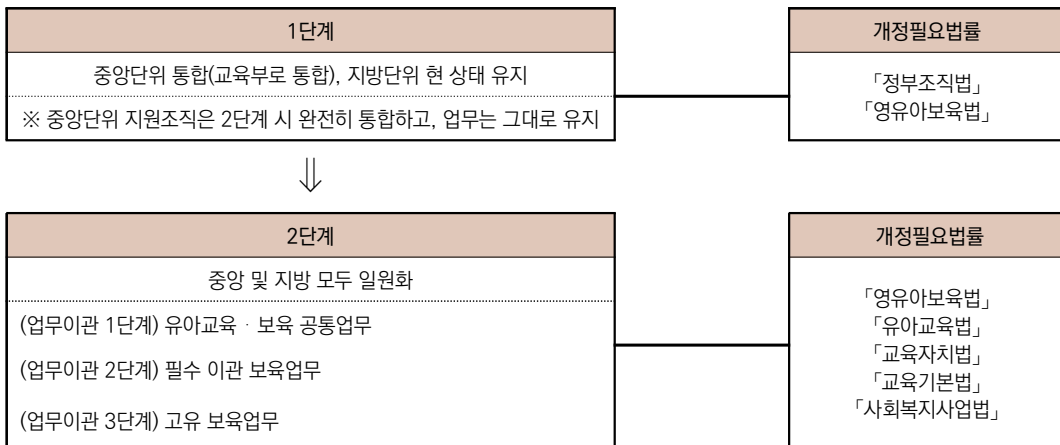 1단계
중앙단위 통합(교육부로 통합), 지방단위 현 상태 유지
※ 중앙단위 지원조직은 2단계 시 완전히 통합하고, 업무는 그대로 유지
개정필요법률
「정부조직법」
「영유아보육법」
⇓
2단계
중앙 및 지방 모두 일원화
(업무이관 1단계) 유아교육 · 보육 공통업무
(업무이관 2단계) 필수 이관 보육업무
(업무이관 3단계) 고유 보육업무
개정필요법률
「영유아보육법」
「유아교육법」
「교육자치법」
「교육기본법」
「사회복지사업법」